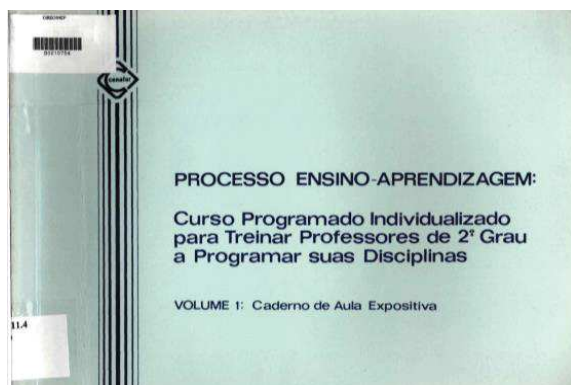 cenafor
PROCESSO ENSINO-APRENDIZAGEM:
Curso Programado Individualizado
para Treinar Professores de 2º Grau
a Programar suas Disciplinas
VOLUME 1: Caderno de Aula Expositiva
11.4